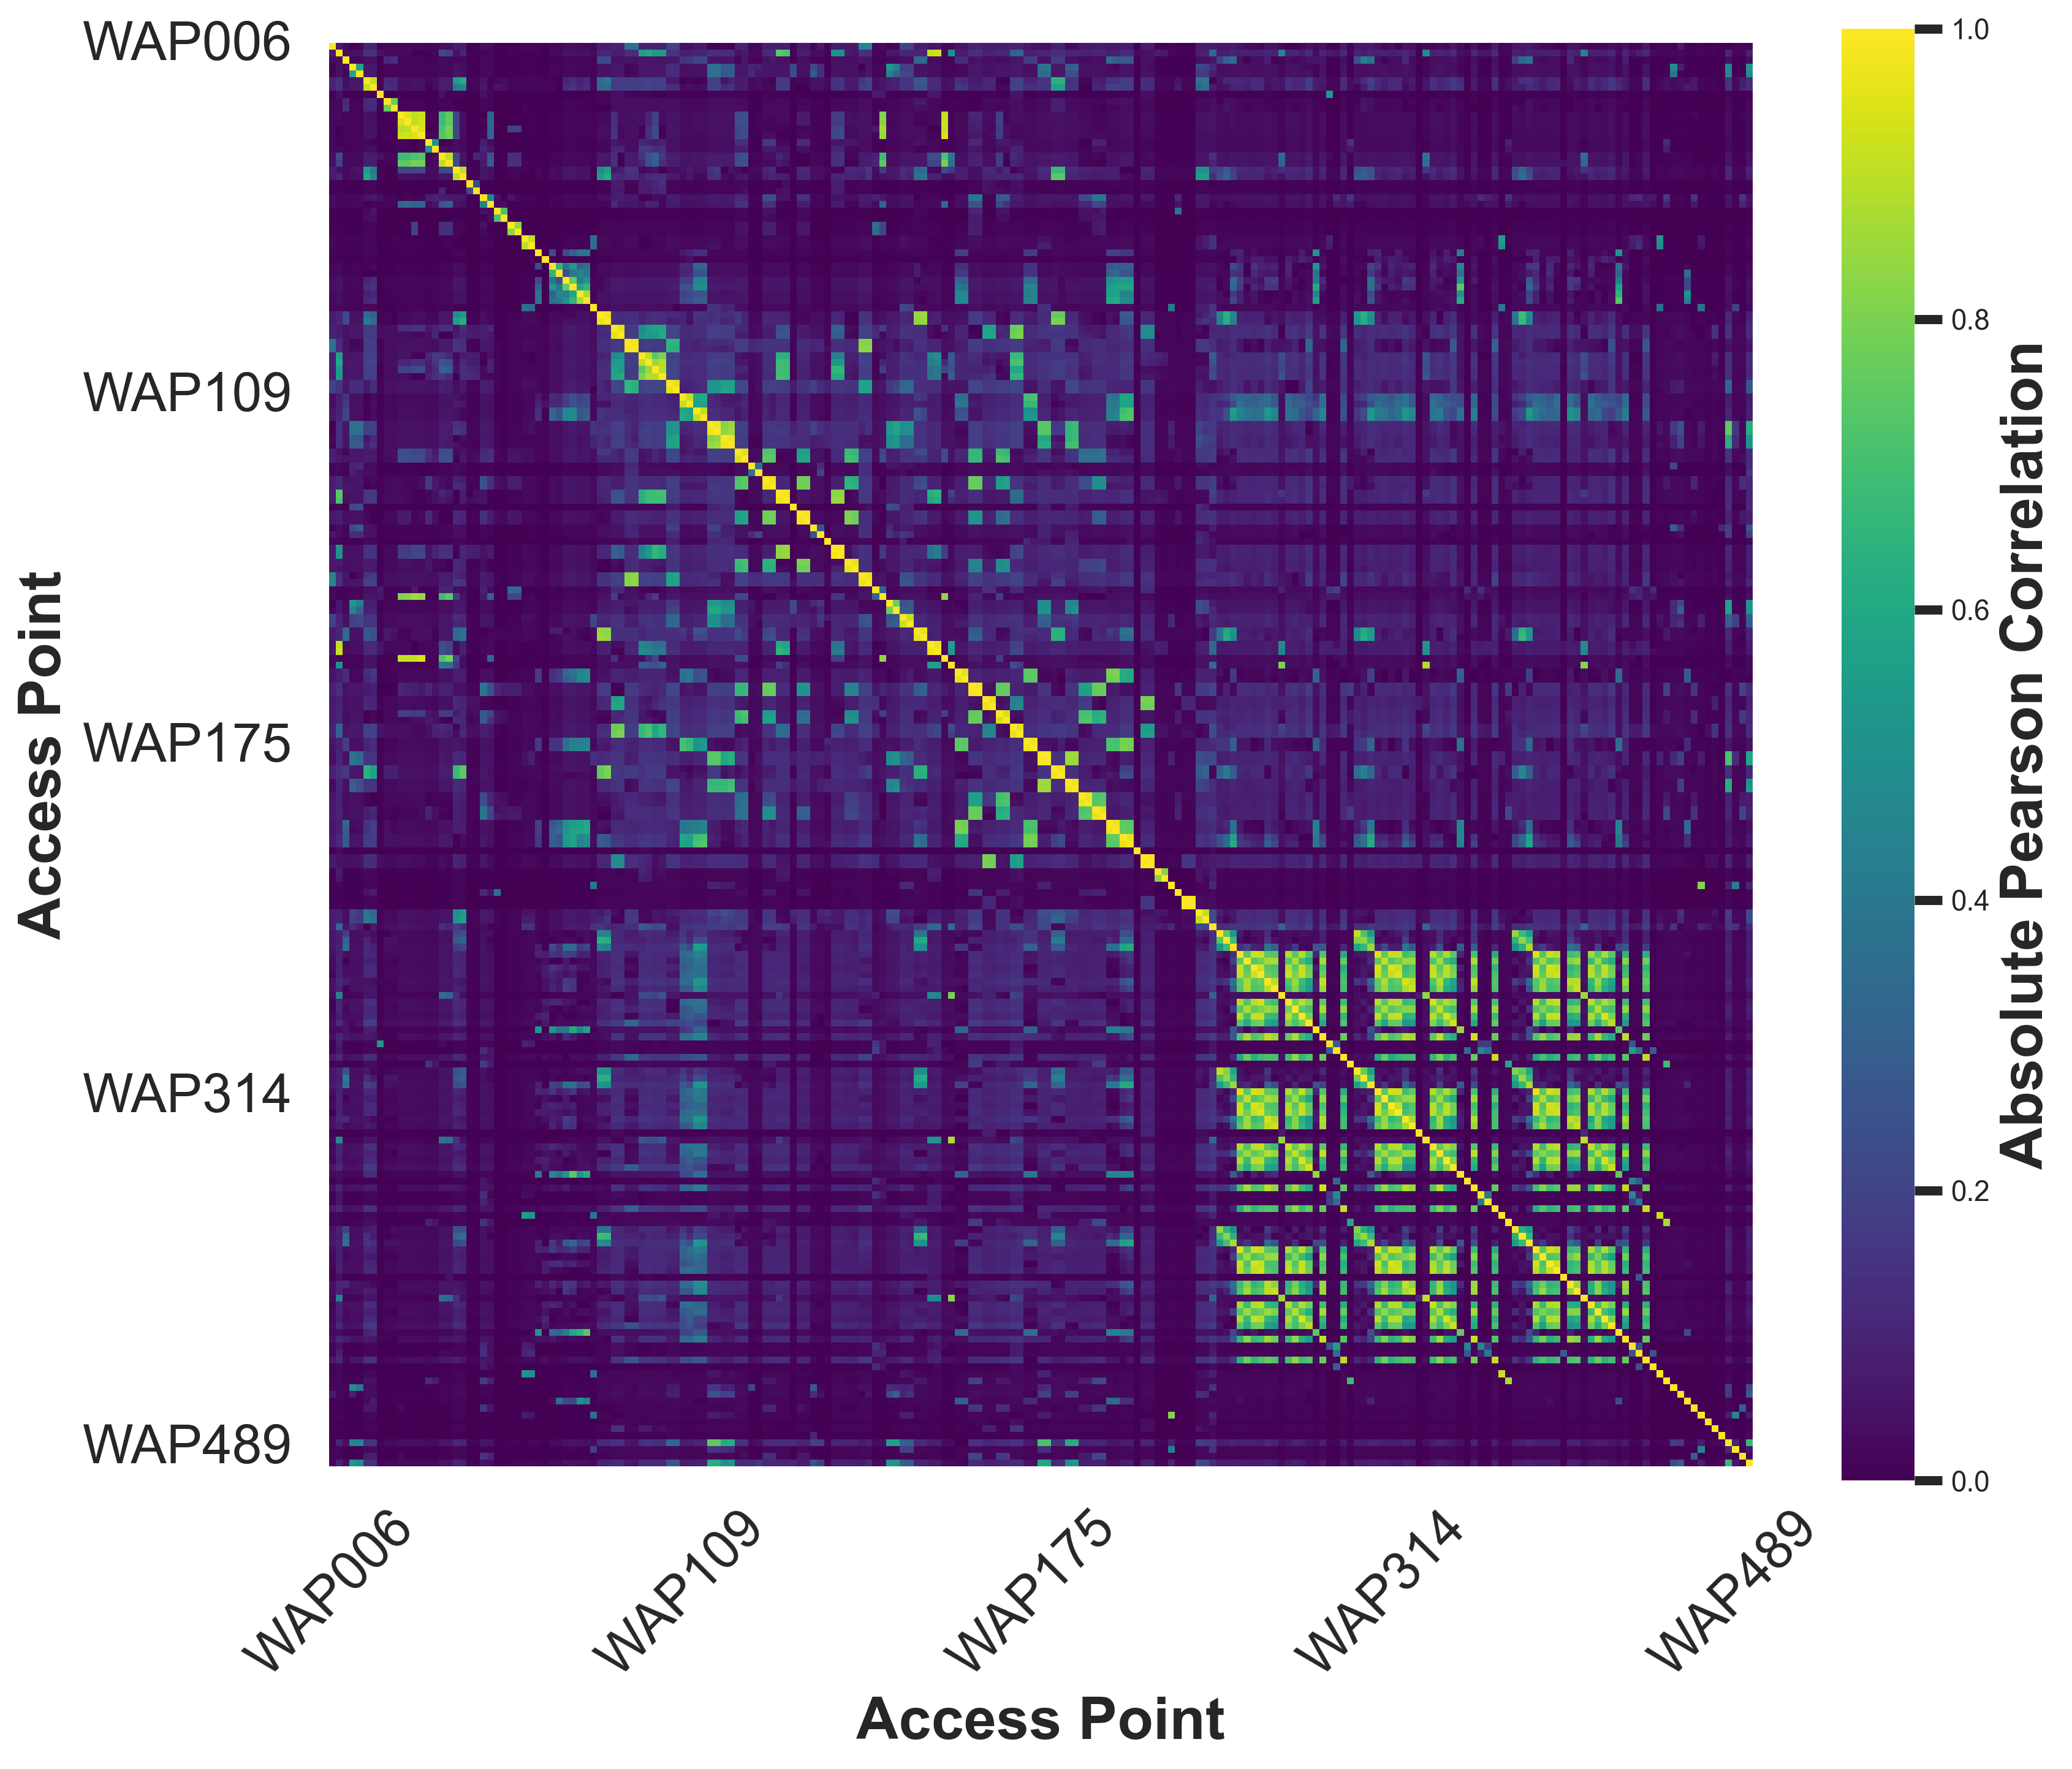 WAP006
WAP109
WAP175
WAP314
WAP489
Access Point
WAP006
WAP109
WAP175
WAP314
WAP489
Access Point
1.0
0.8
0.6
0.4
0.2
0.0
Absolute Pearson Correlation